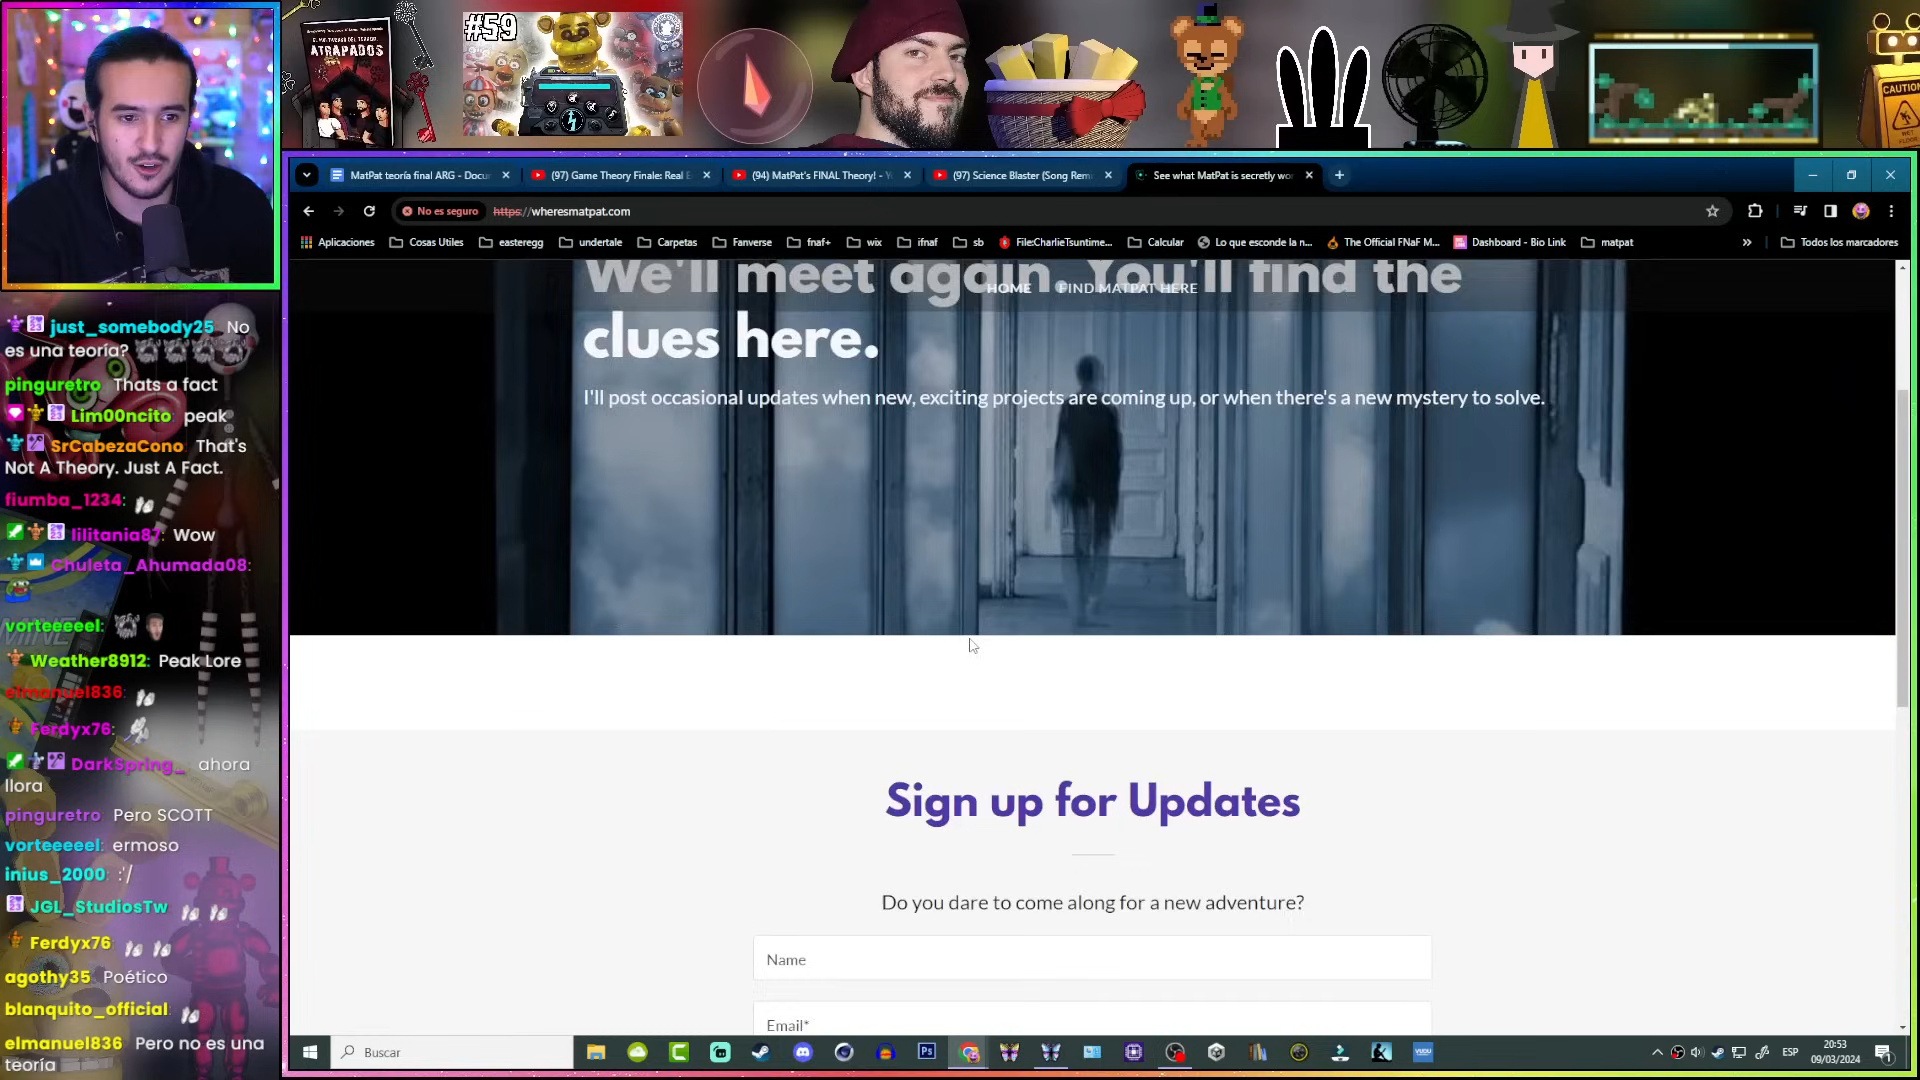 ATRAPADOS
#59
CAUTION
MatPat teoría final ARG - Docu
(97) Game Theory Finale: Real E
(94) MatPat's FINAL Theory! - Y
(97) Science Blaster (Song Rem
See what MatPat is secretly wo
No es seguro
https://wheresmatpat.com
Aplicaciones
Cosas Utiles
easteregg
undertale
Carpetas
Fanverse
fnaf+
wix
ifnaf
sb
File:CharlieTsuntime...
Calcular
Lo que esconde la n...
The Official FNaF M...
Dashboard - Bio Link
matpat
»
Todos los marcadores
We'll meet again. You'll find the
HOME
FIND MATPAT HERE
clues here.
I'll post occasional updates when new, exciting projects are coming up, or when there's a new mystery to solve.
Sign up for Updates
Do you dare to come along for a new adventure?
Name
Email*
just_somebody25 No
es una teoría?
pinguretro Thats a fact
Lim00ncito peak
SrCabezaCono: That's
Not A Theory. Just A Fact.
fiumba_1234:
lilitania87: Wow
Chuleta_Ahumada08:
vorteeeeel:
Weather8912: Peak Lore
elmanuel836:
Ferdyx76:
DarkSpring_ ahora
llora
pinguretro Pero SCOTT
vorteeeeel: ermoso
inius_2000: :'/
JGL_StudiosTw
Ferdyx76
agothy35 Poético
blanquito_official
elmanuel836 Pero no es una
teoría
Buscar
Ps
VUDU
ESP
20:53
09/03/2024